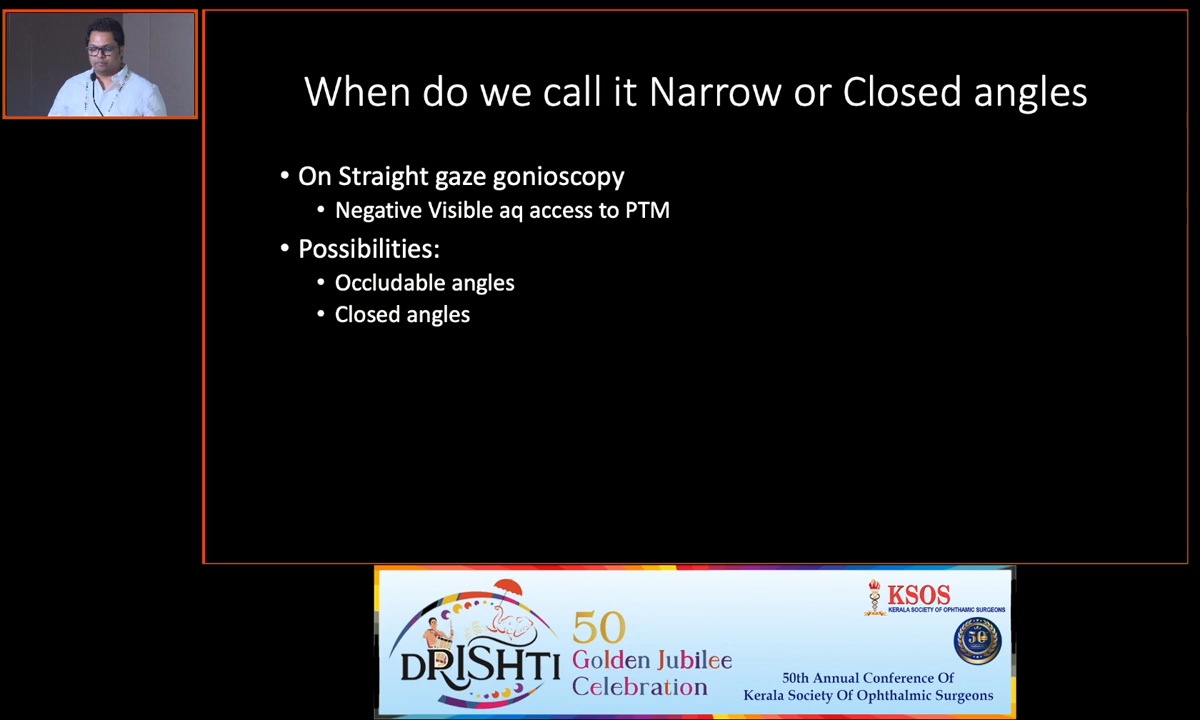 When do we call it Narrow or Closed angles
• On Straight gaze gonioscopy
• Negative Visible aq access to PTM
• Possibilities:
• Occludable angles
• Closed angles
DRISHTI
50
Golden Jubilee
Celebration
KSOS
KERALA SOCIETY OF OPHTHAMIC SURGEONS
50
50th Annual Conference Of
Kerala Society Of Ophthalmic Surgeons